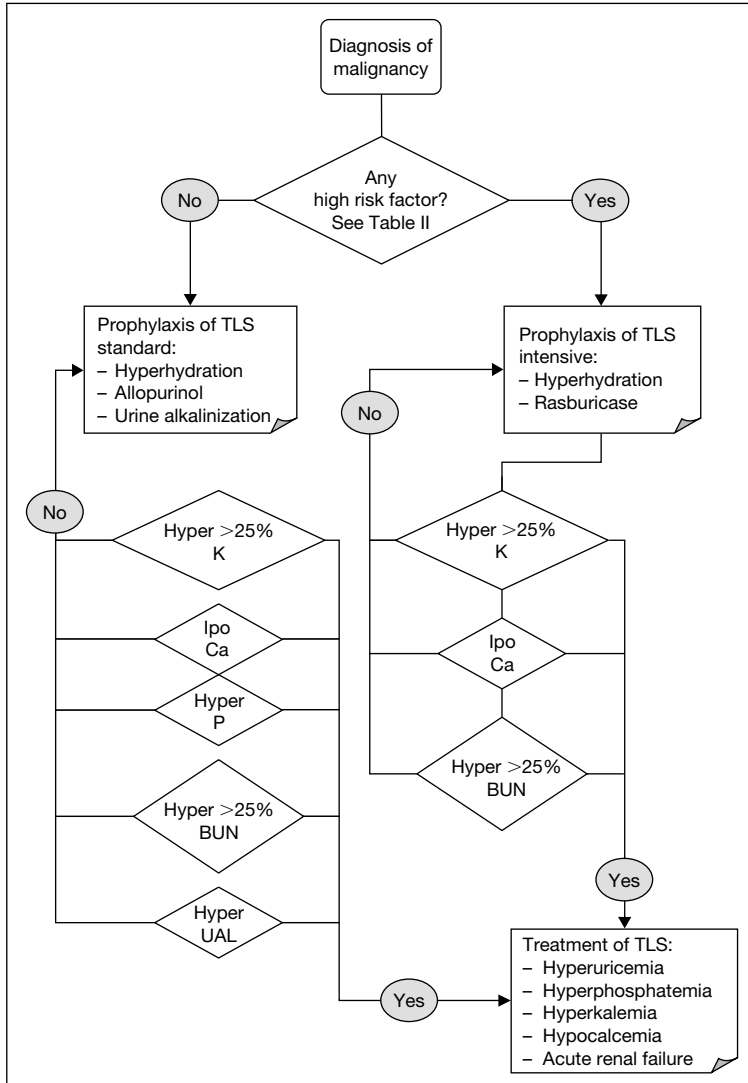 Diagnosis of
malignancy
Any
high risk factor?
See Table II
No
Yes
Prophylaxis of TLS
standard:
– Hyperhydration
– Allopurinol
– Urine alkalinization
Prophylaxis of TLS
intensive:
– Hyperhydration
– Rasburicase
No
No
Hyper >25%
K
Ipo
Ca
Hyper
P
Hyper >25%
BUN
Hyper
UAL
Hyper >25%
K
Ipo
Ca
Hyper >25%
BUN
Yes
Yes
Treatment of TLS:
– Hyperuricemia
– Hyperphosphatemia
– Hyperkalemia
– Hypocalcemia
– Acute renal failure